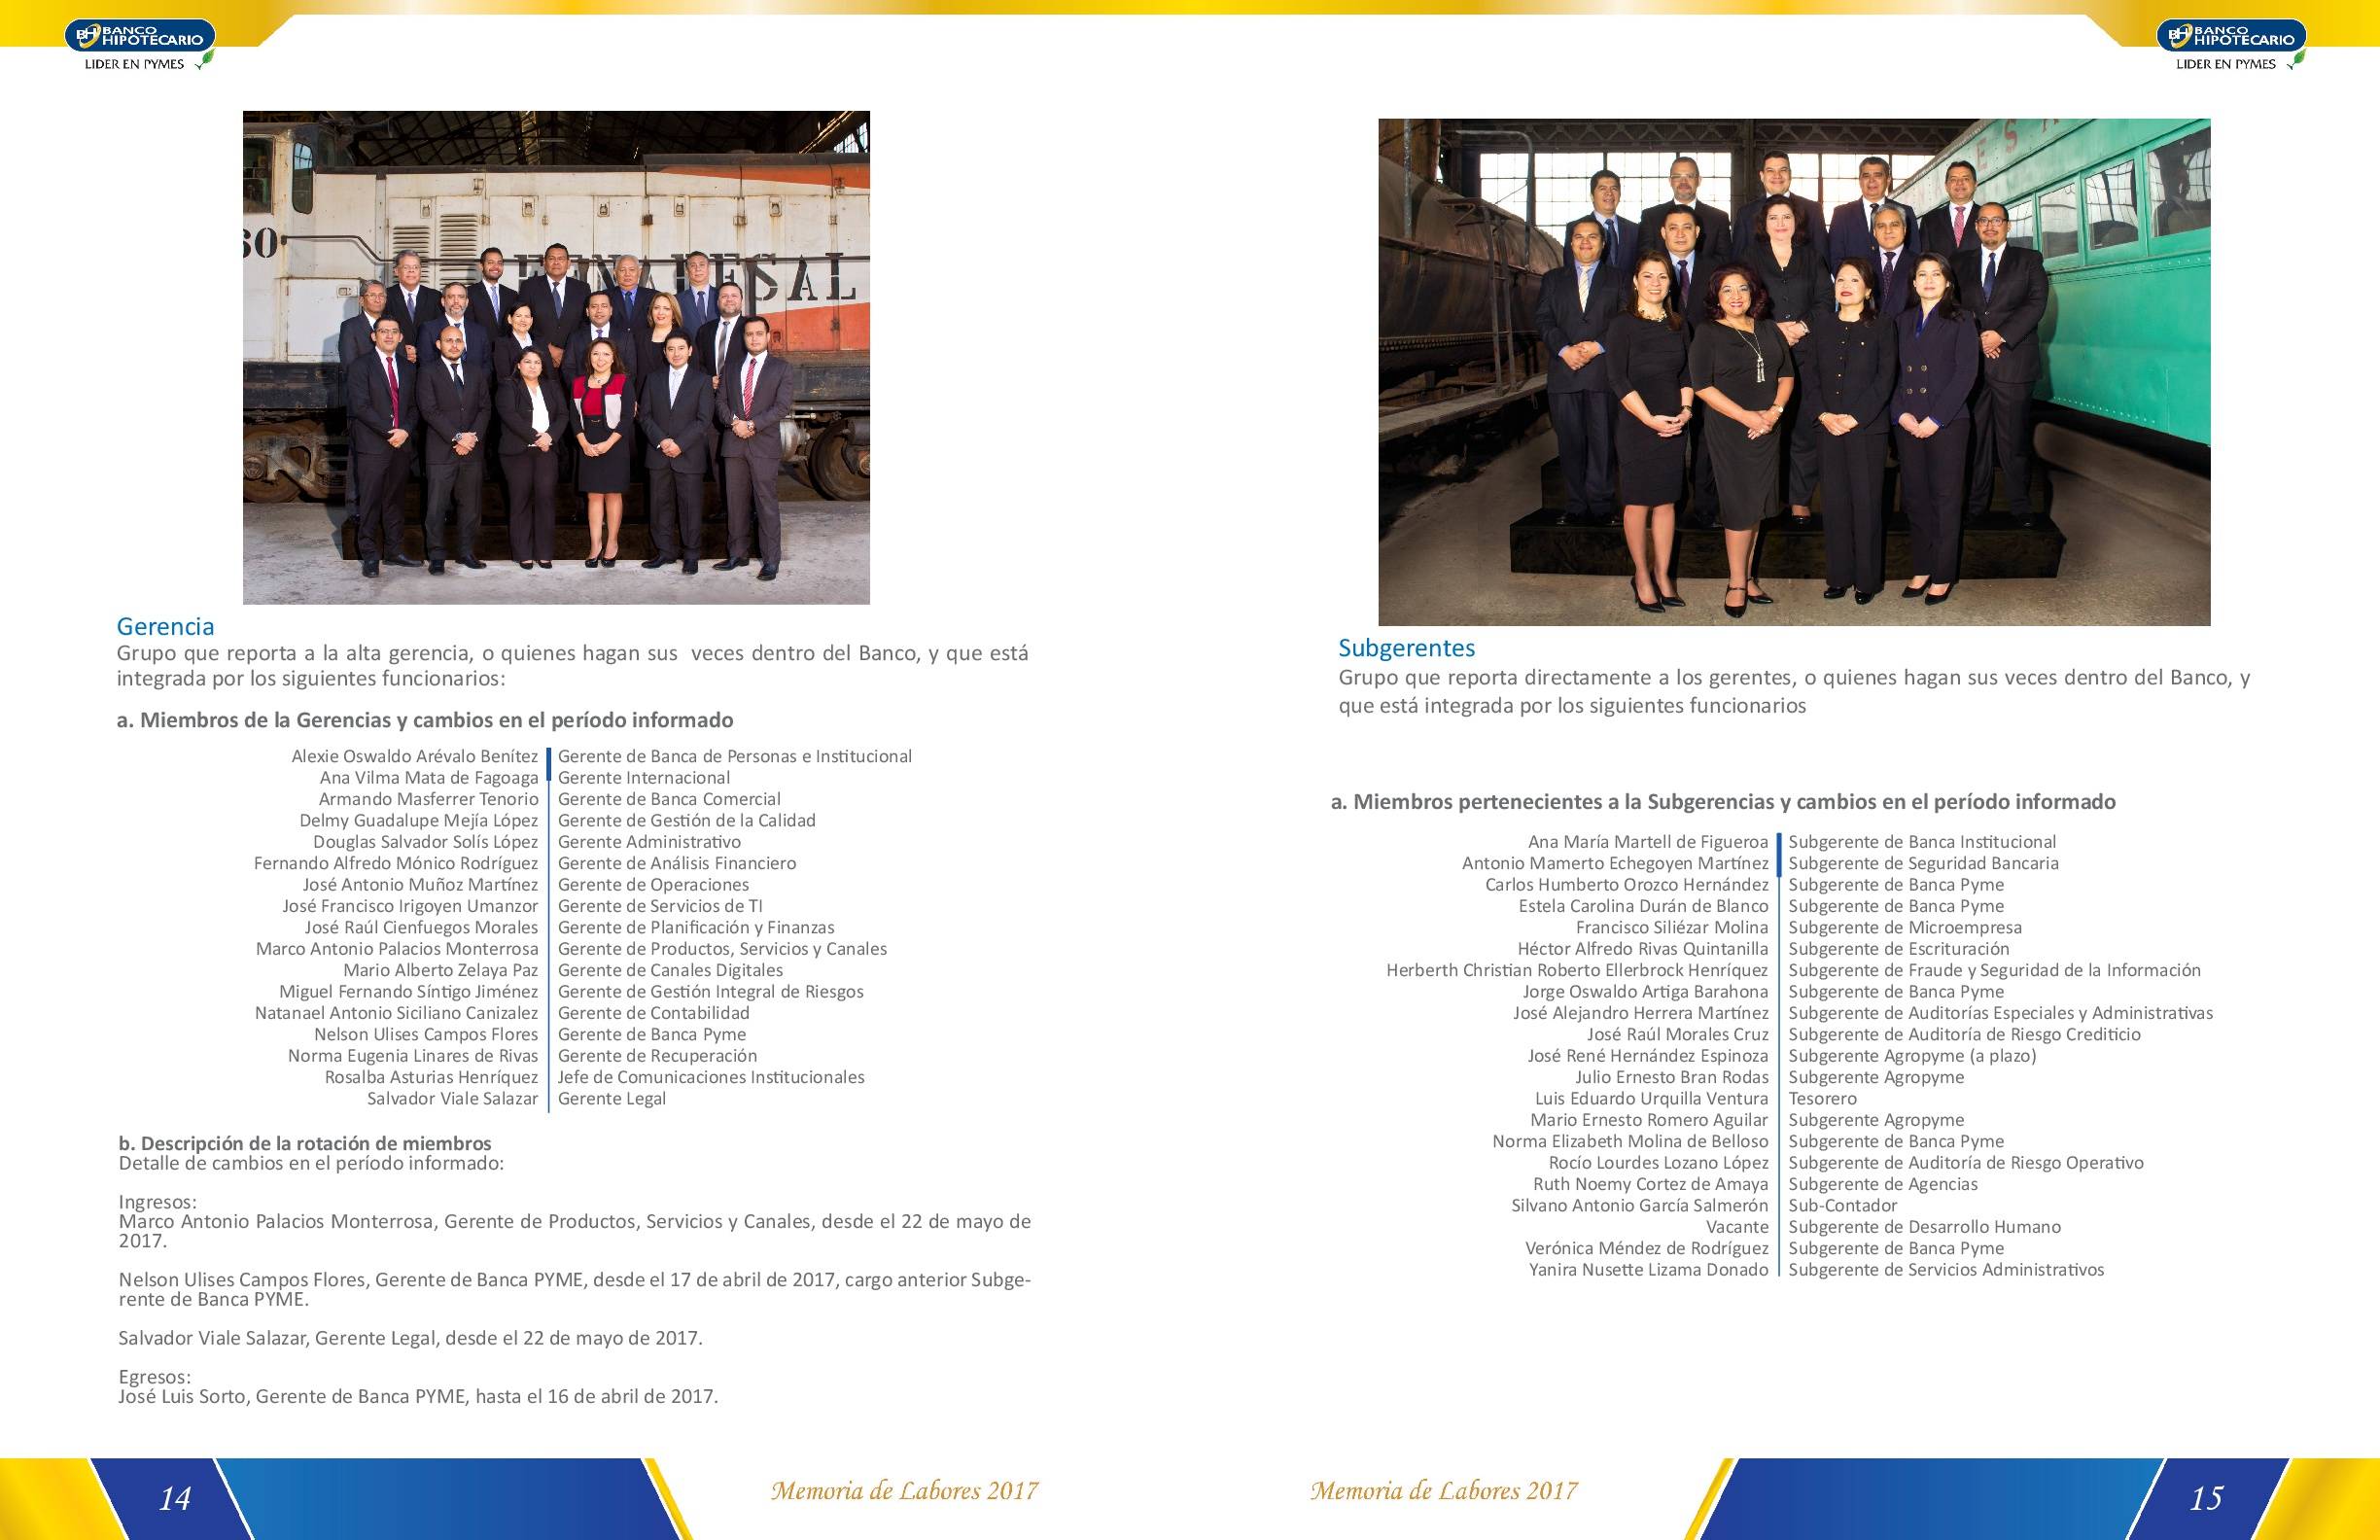 BH BANCO
HIPOTECARIO
LIDER EN PYMES
60
FENADESAL
Gerencia
Grupo que reporta a la alta gerencia, o quienes hagan sus veces dentro del Banco, y que está
integrada por los siguientes funcionarios:
a. Miembros de la Gerencias y cambios en el período informado
Alexie Oswaldo Arévalo Benítez Gerente de Banca de Personas e Institucional
Ana Vilma Mata de Fagoaga Gerente Internacional
Armando Masferrer Tenorio Gerente de Banca Comercial
Delmy Guadalupe Mejía López Gerente de Gestión de la Calidad
Douglas Salvador Solís López Gerente Administrativo
Fernando Alfredo Mónico Rodríguez Gerente de Análisis Financiero
José Antonio Muñoz Martínez Gerente de Operaciones
José Francisco Irigoyen Umanzor Gerente de Servicios de TI
José Raúl Cienfuegos Morales Gerente de Planificación y Finanzas
Marco Antonio Palacios Monterrosa Gerente de Productos, Servicios y Canales
Mario Alberto Zelaya Paz Gerente de Canales Digitales
Miguel Fernando Síntigo Jiménez Gerente de Gestión Integral de Riesgos
Natanael Antonio Siciliano Canizalez Gerente de Contabilidad
Nelson Ulises Campos Flores Gerente de Banca Pyme
Norma Eugenia Linares de Rivas Gerente de Recuperación
Rosalba Asturias Henríquez Jefe de Comunicaciones Institucionales
Salvador Viale Salazar Gerente Legal
b. Descripción de la rotación de miembros
Detalle de cambios en el período informado:
Ingresos:
Marco Antonio Palacios Monterrosa, Gerente de Productos, Servicios y Canales, desde el 22 de mayo de
2017.
Nelson Ulises Campos Flores, Gerente de Banca PYME, desde el 17 de abril de 2017, cargo anterior Subge-
rente de Banca PYME.
Salvador Viale Salazar, Gerente Legal, desde el 22 de mayo de 2017.
Egresos:
José Luis Sorto, Gerente de Banca PYME, hasta el 16 de abril de 2017.
14
Memoria de Labores 2017
BH BANCO
HIPOTECARIO
LIDER EN PYMES
Subgerentes
Grupo que reporta directamente a los gerentes, o quienes hagan sus veces dentro del Banco, y
que está integrada por los siguientes funcionarios
a. Miembros pertenecientes a la Subgerencias y cambios en el período informado
Ana María Martell de Figueroa Subgerente de Banca Institucional
Antonio Mamerto Echegoyen Martínez Subgerente de Seguridad Bancaria
Carlos Humberto Orozco Hernández Subgerente de Banca Pyme
Estela Carolina Durán de Blanco Subgerente de Banca Pyme
Francisco Siliézar Molina Subgerente de Microempresa
Héctor Alfredo Rivas Quintanilla Subgerente de Escrituración
Herberth Christian Roberto Ellerbrock Henríquez Subgerente de Fraude y Seguridad de la Información
Jorge Oswaldo Artiga Barahona Subgerente de Banca Pyme
José Alejandro Herrera Martínez Subgerente de Auditorías Especiales y Administrativas
José Raúl Morales Cruz Subgerente de Auditoría de Riesgo Crediticio
José René Hernández Espinoza Subgerente Agropyme (a plazo)
Julio Ernesto Bran Rodas Subgerente Agropyme
Luis Eduardo Urquilla Ventura Tesorero
Mario Ernesto Romero Aguilar Subgerente Agropyme
Norma Elizabeth Molina de Belloso Subgerente de Banca Pyme
Rocío Lourdes Lozano López Subgerente de Auditoría de Riesgo Operativo
Ruth Noemy Cortez de Amaya Subgerente de Agencias
Silvano Antonio García Salmerón Sub-Contador
Vacante Subgerente de Desarrollo Humano
Verónica Méndez de Rodríguez Subgerente de Banca Pyme
Yanira Nusette Lizama Donado Subgerente de Servicios Administrativos
Memoria de Labores 2017
15